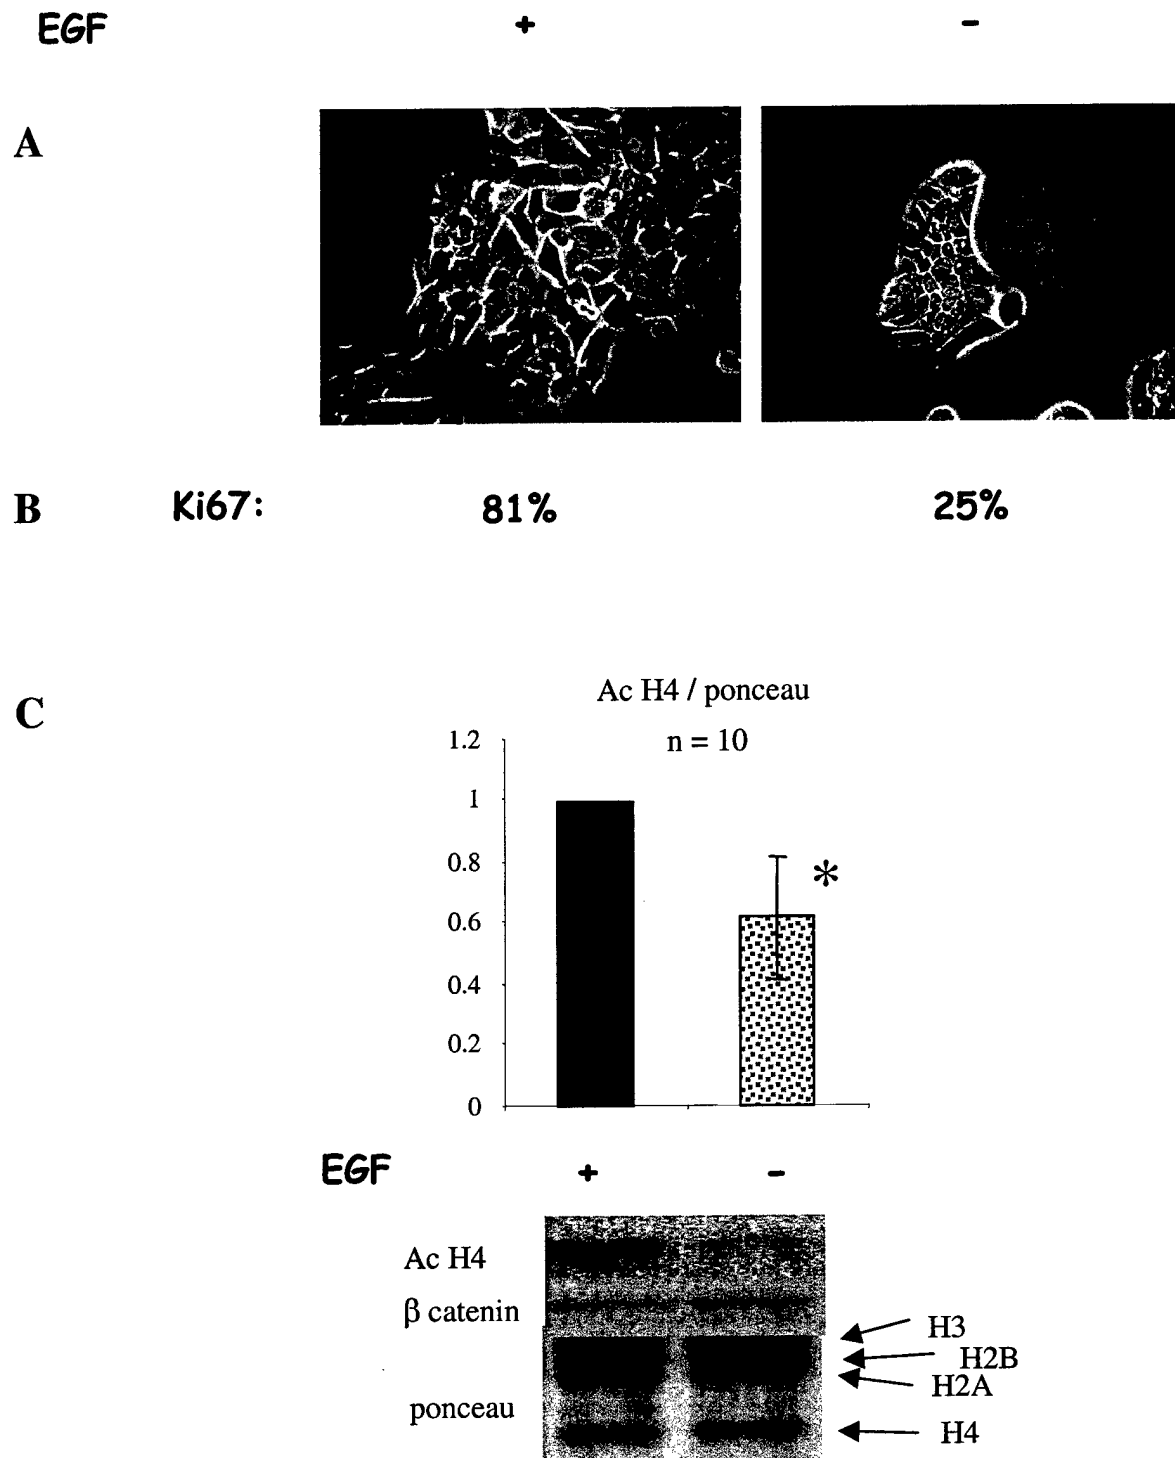 EGF + -
A
B Ki67: 81% 25%
C
Ac H4 / ponceau
n = 10
1.2
1
0.8
0.6
0.4
0.2
0
*
EGF + -
Ac H4
β catenin
ponceau
H3
H2B
H2A
H4